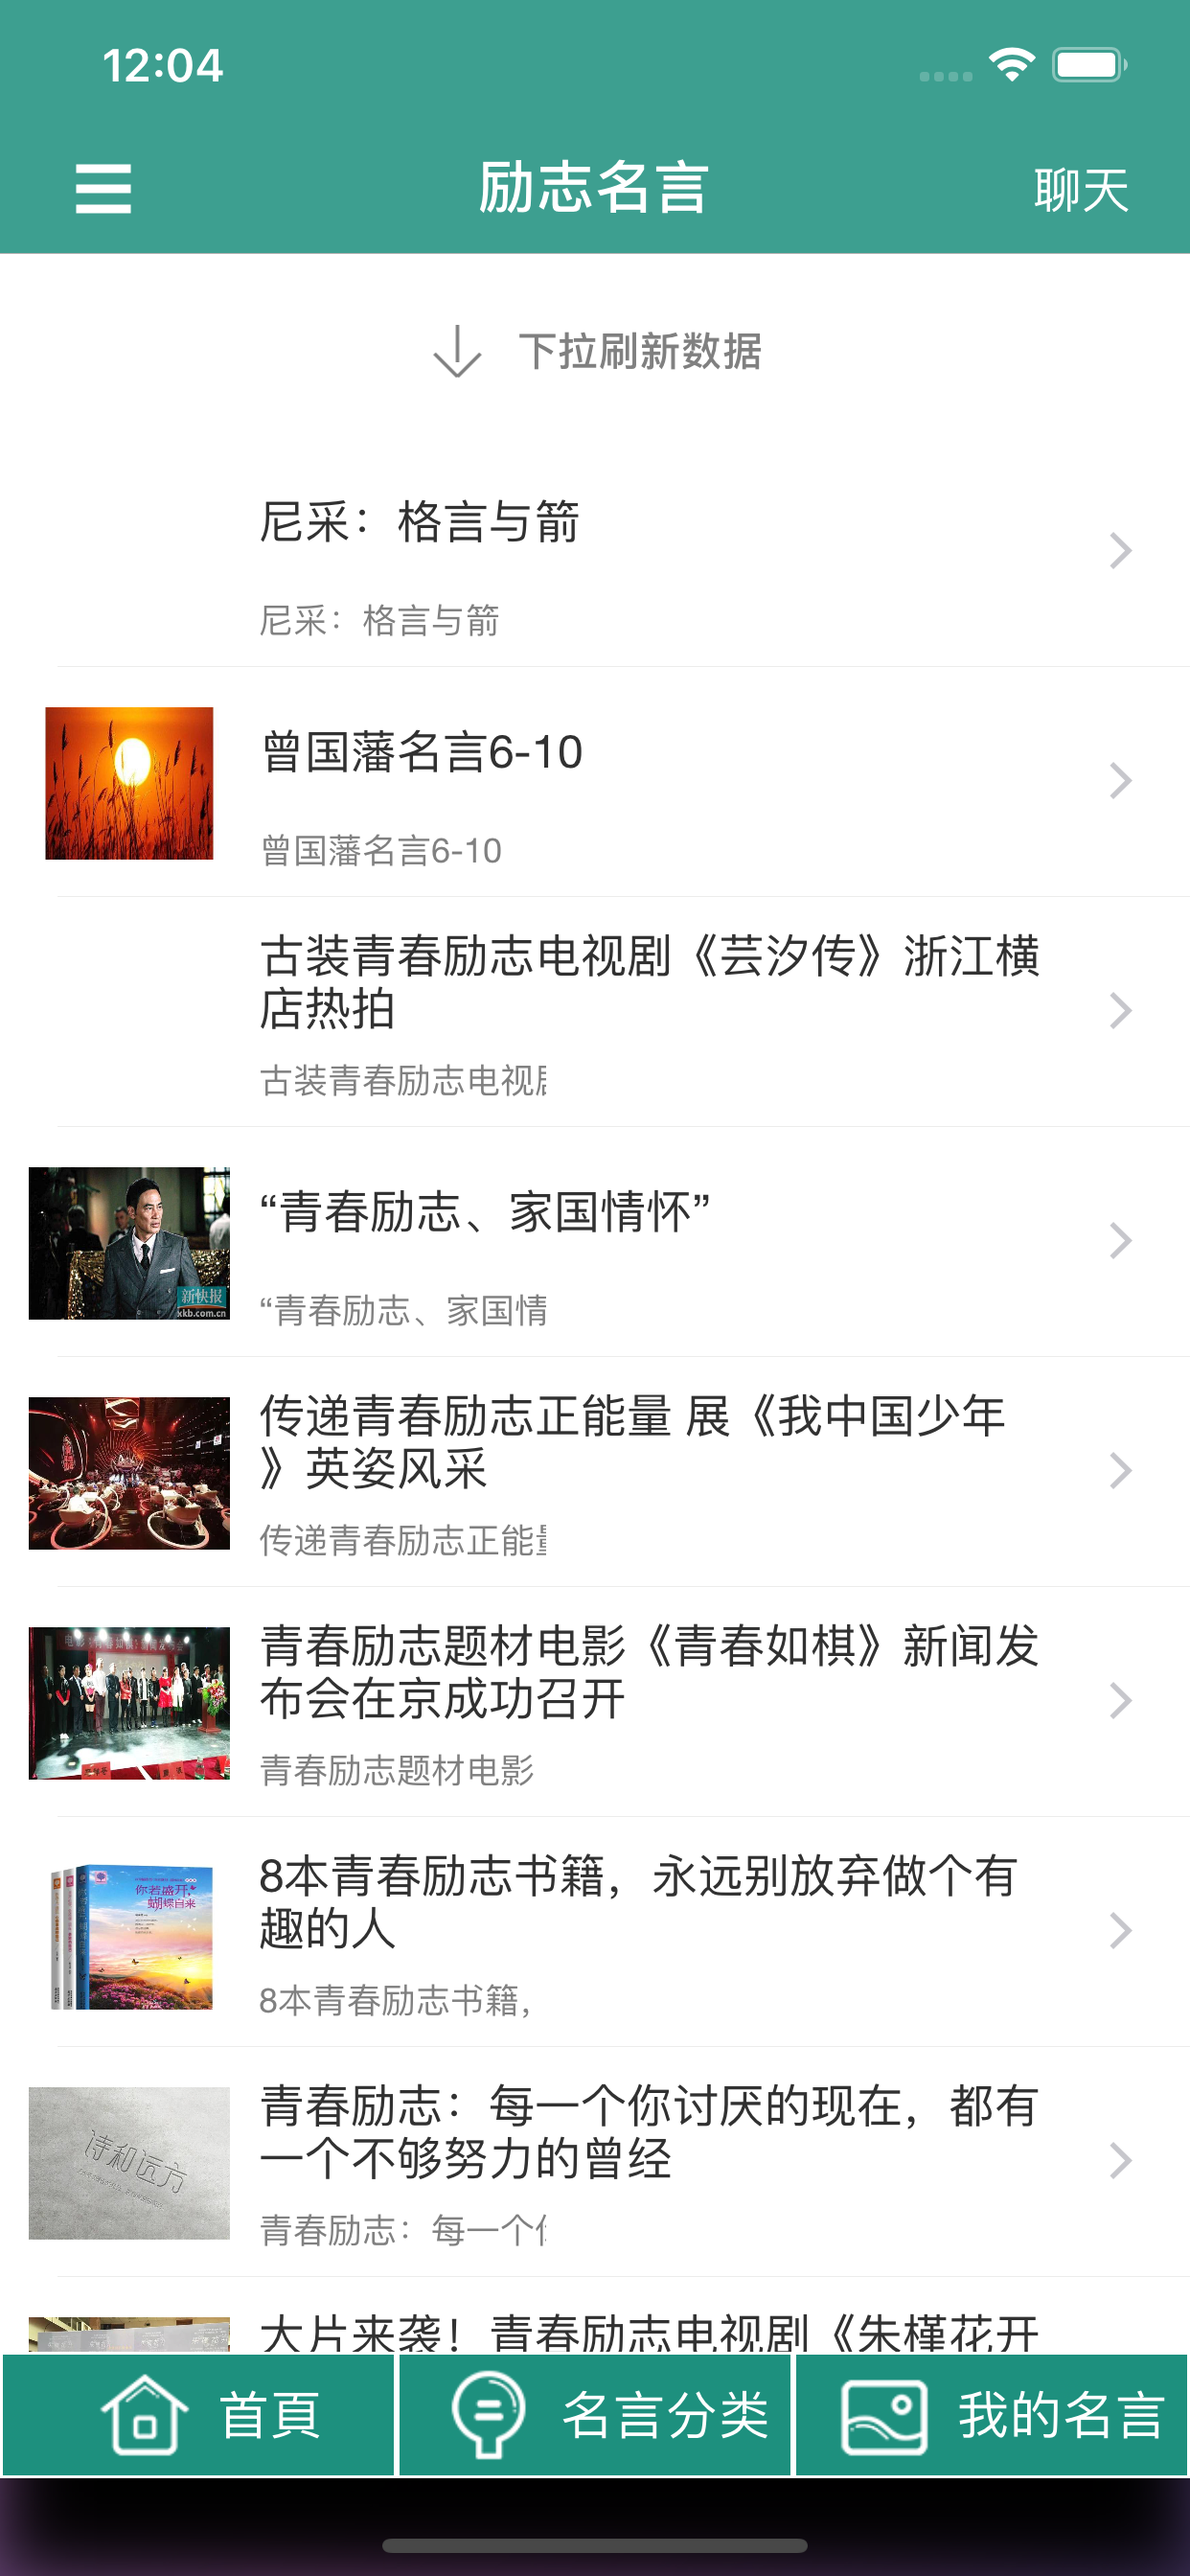 12:04
励志名言
聊天
下拉刷新数据
尼采：格言与箭
尼采：格言与箭
曾国藩名言6-10
曾国藩名言6-10
古装青春励志电视剧《芸汐传》浙江横
店热拍
古装青春励志电视
“青春励志、家国情怀”
“青春励志、家国情
新快报
xkb.com.cn
传递青春励志正能量 展《我中国少年
》英姿风采
传递青春励志正能
青春励志题材电影《青春如棋》新闻发
布会在京成功召开
青春励志题材电影
你若盛开，
蝴蝶自来
8本青春励志书籍，永远别放弃做个有
趣的人
8本青春励志书籍，
诗和远方
青春励志：每一个你讨厌的现在，都有
一个不够努力的曾经
青春励志：每一个
大片来袭！青春励志电视剧《朱槿花开
首頁
名言分类
我的名言